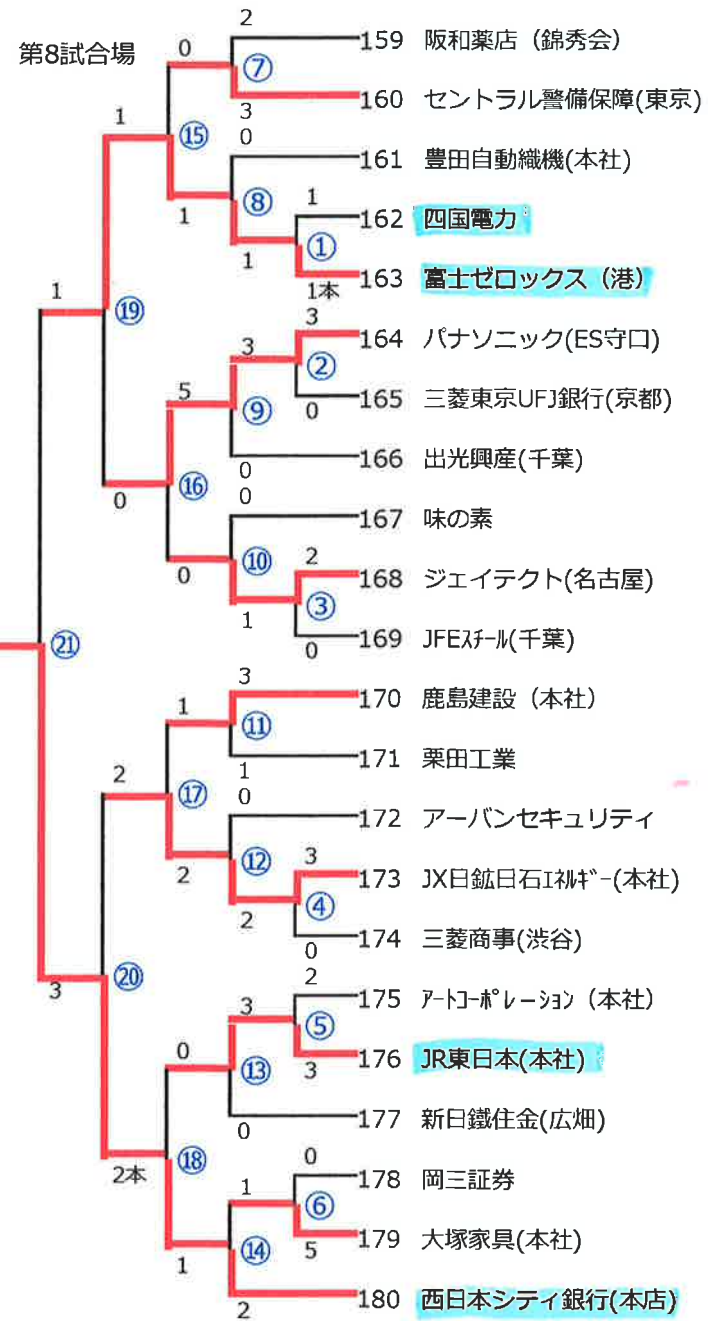 第8試合場
2
159 阪和薬店（錦秀会）
0
⑦
160 セントラル警備保障(東京)
3
1
⑮
0
161 豊田自動織機(本社)
⑧
1
1
162 四国電力
①
1
163 富士ゼロックス（港）
1本
1
⑲
3
164 パナソニック(ES守口)
3
②
5
165 三菱東京UFJ銀行(京都)
0
⑨
166 出光興産(千葉)
0
⑯
0
0
167 味の素
⑩
2
0
168 ジェイテクト(名古屋)
③
1
169 JFEスチール(千葉)
0
㉑
3
170 鹿島建設（本社）
1
⑪
171 栗田工業
1
2
⑰
0
172 アーバンセキュリティ
⑫
3
2
173 JX日鉱日石エネルギー(本社)
④
2
174 三菱商事(渋谷)
0
3
⑳
2
175 アートコーポレーション（本社）
3
⑤
0
176 JR東日本(本社)
3
⑬
177 新日鐵住金(広畑)
0
2本
⑱
0
178 岡三証券
1
⑥
179 大塚家具(本社)
5
1
⑭
180 西日本シティ銀行(本店)
2